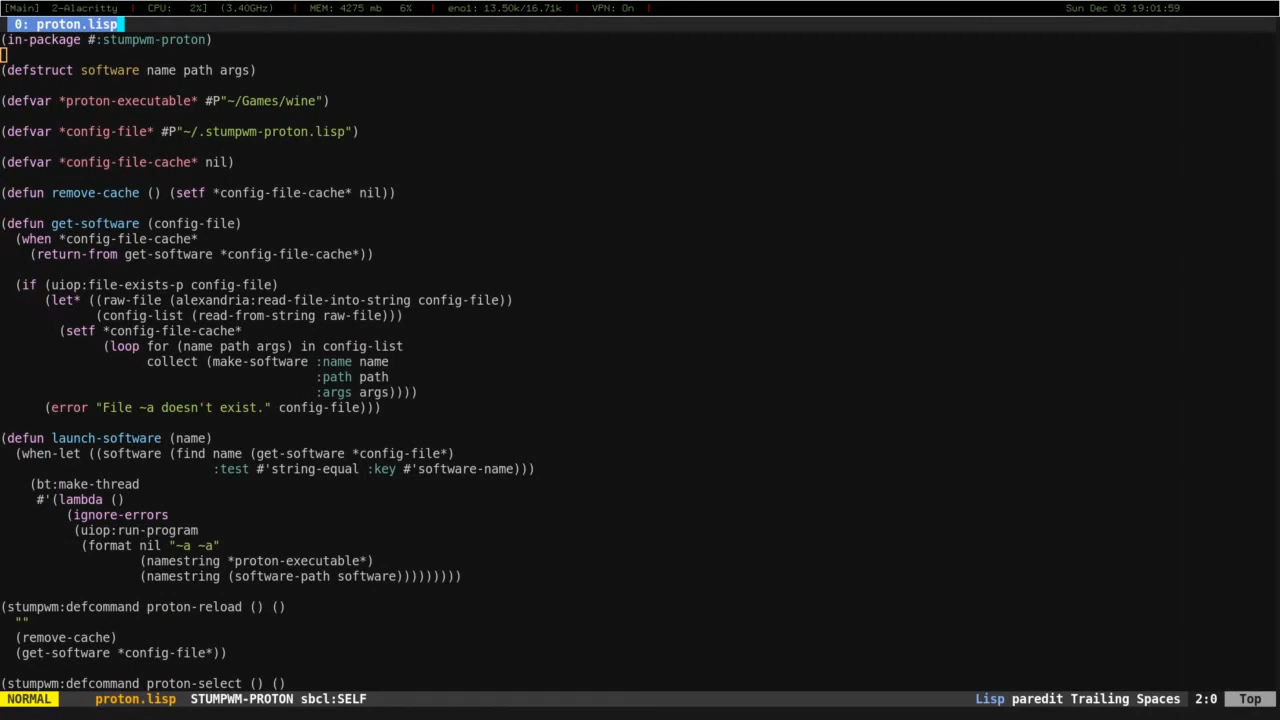 [Main] 2-Alacritty | CPU: 2%] (3.40GHz) | MEM: 4275 mb 6% | eno1: 13.50k/16.71k | VPN: On | Sun Dec 03 19:01:59
0: proton.lisp
(in-package #:stumpwm-proton)
(defstruct software name path args)
(defvar *proton-executable* #P"~/Games/wine")
(defvar *config-file* #P"~/.stumpwm-proton.lisp")
(defvar *config-file-cache* nil)
(defun remove-cache () (setf *config-file-cache* nil))
(defun get-software (config-file)
  (when *config-file-cache*
    (return-from get-software *config-file-cache*))
  (if (uiop:file-exists-p config-file)
      (let* ((raw-file (alexandria:read-file-into-string config-file))
             (config-list (read-from-string raw-file)))
        (setf *config-file-cache*
              (loop for (name path args) in config-list
                    collect (make-software :name name
                                           :path path
                                           :args args))))
      (error "File ~a doesn't exist." config-file)))
(defun launch-software (name)
  (when-let ((software (find name (get-software *config-file*)
                             :test #'string-equal :key #'software-name)))
    (bt:make-thread
     #'(lambda ()
         (ignore-errors
          (uiop:run-program
           (format nil "~a ~a"
                   (namestring *proton-executable*)
                   (namestring (software-path software)))))))))
(stumpwm:defcommand proton-reload () ()
  ""
  (remove-cache)
  (get-software *config-file*))
(stumpwm:defcommand proton-select () ()
NORMAL proton.lisp STUMPWM-PROTON sbcl:SELF Lisp paredit Trailing Spaces 2:0 Top